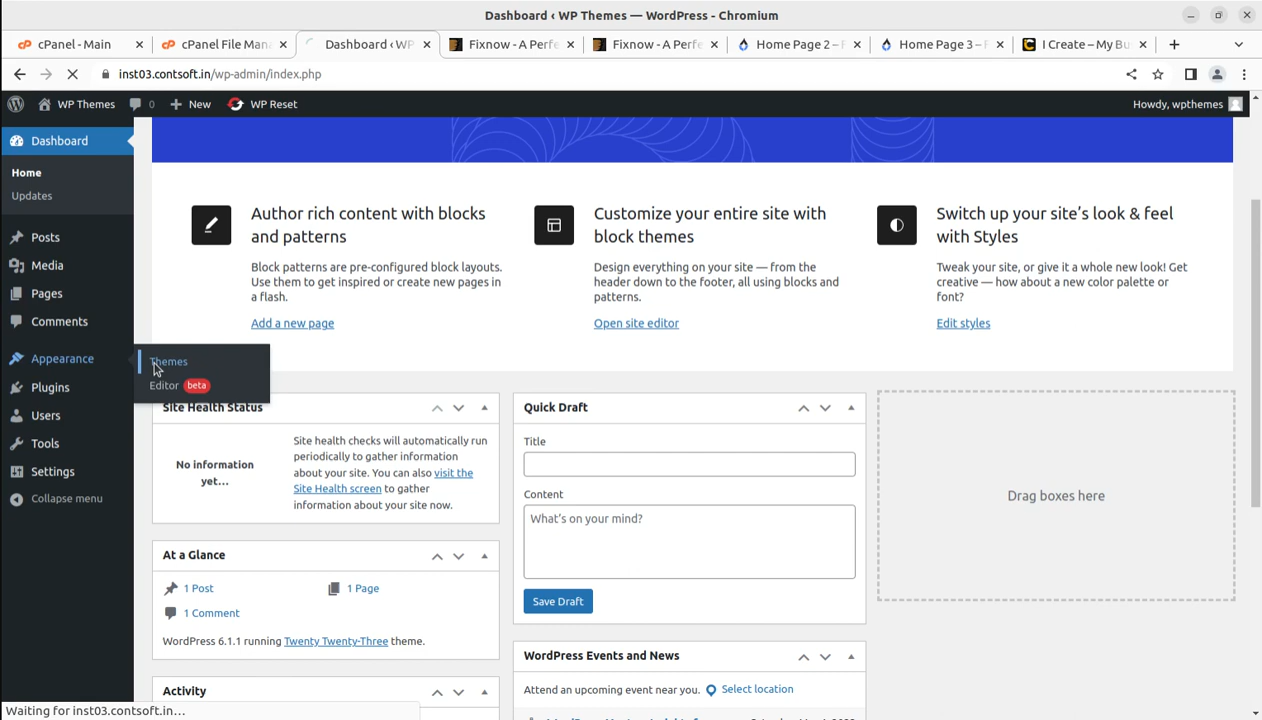 Dashboard ‹ WP Themes — WordPress - Chromium
cPanel - Main
cPanel File Man
Dashboard ‹ WP
Fixnow - A Perfe
Fixnow - A Perfe
Home Page 2 –
Home Page 3 –
I Create – My Bu
inst03.contsoft.in/wp-admin/index.php
WP Themes
0
New
WP Reset
Howdy, wpthemes
Dashboard
Home
Updates
Posts
Media
Pages
Comments
Appearance
Themes
Editor beta
Plugins
Users
Tools
Settings
Collapse menu
Author rich content with blocks
and patterns
Block patterns are pre-configured block layouts.
Use them to get inspired or create new pages in
a flash.
Add a new page
Customize your entire site with
block themes
Design everything on your site — from the
header down to the footer, all using blocks and
patterns.
Open site editor
Switch up your site’s look & feel
with Styles
Tweak your site, or give it a whole new look! Get
creative — how about a new color palette or
font?
Edit styles
Site Health Status
No information
yet…
Site health checks will automatically run
periodically to gather information
about your site. You can also visit the
Site Health screen to gather
information about your site now.
At a Glance
1 Post
1 Page
1 Comment
WordPress 6.1.1 running Twenty Twenty-Three theme.
Activity
Quick Draft
Title
Content
What’s on your mind?
Save Draft
WordPress Events and News
Attend an upcoming event near you.
Select location
Drag boxes here
Waiting for inst03.contsoft.in…